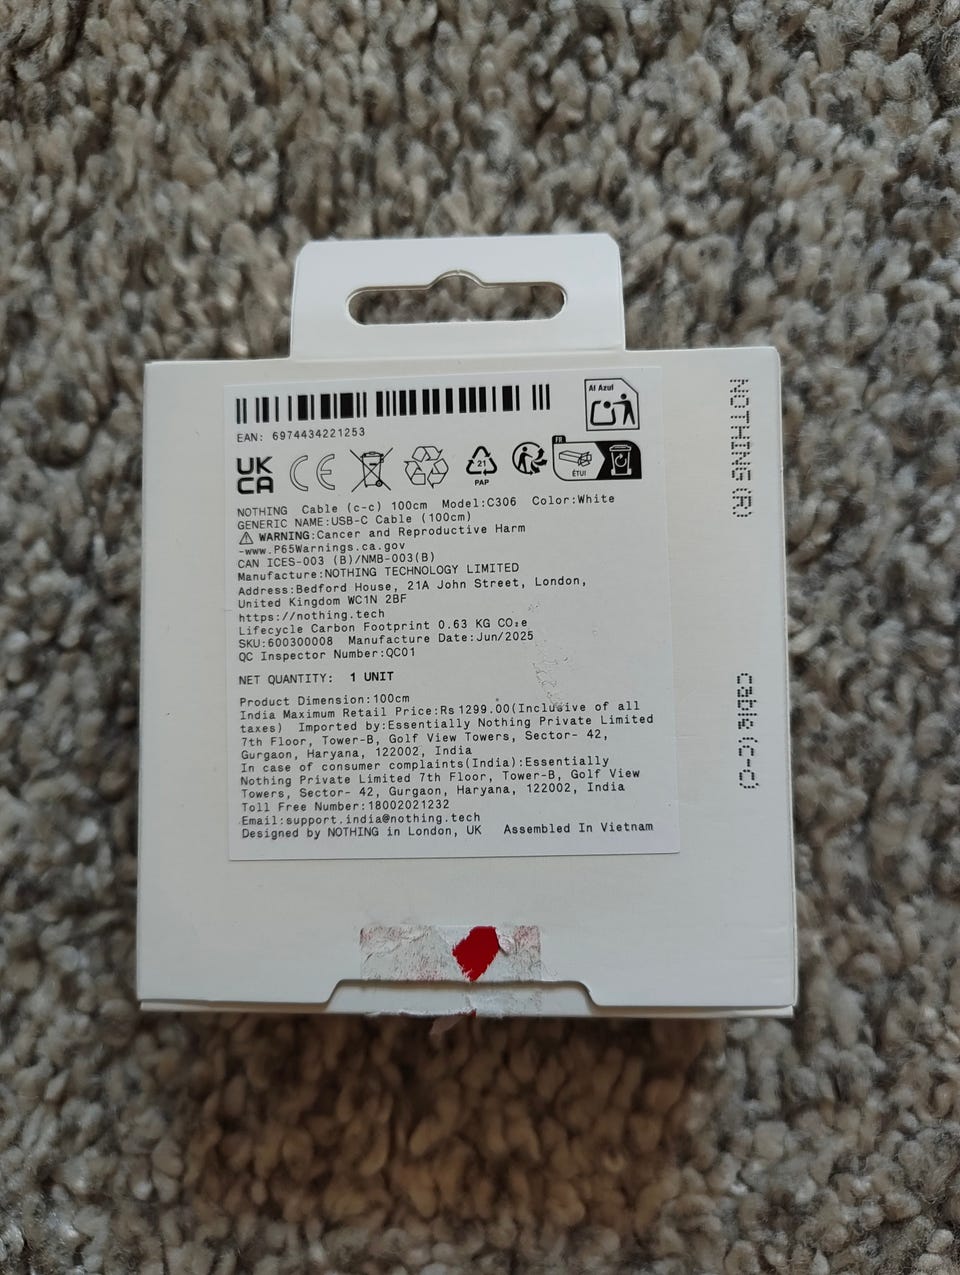 Al Azul
EAN: 6974434221253
UK
CA
CE
21
PAP
FR
ÉTUI
NOTHING Cable (c-c) 100cm Model:C306 Color:White
GENERIC NAME:USB-C Cable (100cm)
WARNING:Cancer and Reproductive Harm
-www.P65Warnings.ca.gov
CAN ICES-003 (B)/NMB-003(B)
Manufacture:NOTHING TECHNOLOGY LIMITED
Address:Bedford House, 21A John Street, London,
United Kingdom WC1N 2BF
https://nothing.tech
Lifecycle Carbon Footprint 0.63 KG CO₂e
SKU:600300008 Manufacture Date:Jun/2025
QC Inspector Number:QC01
NET QUANTITY: 1 UNIT
Product Dimension:100cm
India Maximum Retail Price:Rs 1299.00(Inclusive of all
taxes) Imported by:Essentially Nothing Private Limited
7th Floor, Tower-B, Golf View Towers, Sector- 42,
Gurgaon, Haryana, 122002, India
In case of consumer complaints(India):Essentially
Nothing Private Limited 7th Floor, Tower-B, Golf View
Towers, Sector- 42, Gurgaon, Haryana, 122002, India
Toll Free Number:18002021232
Email:support.india@nothing.tech
Designed by NOTHING in London, UK Assembled In Vietnam
NOTHING (R)
cable (c-c)